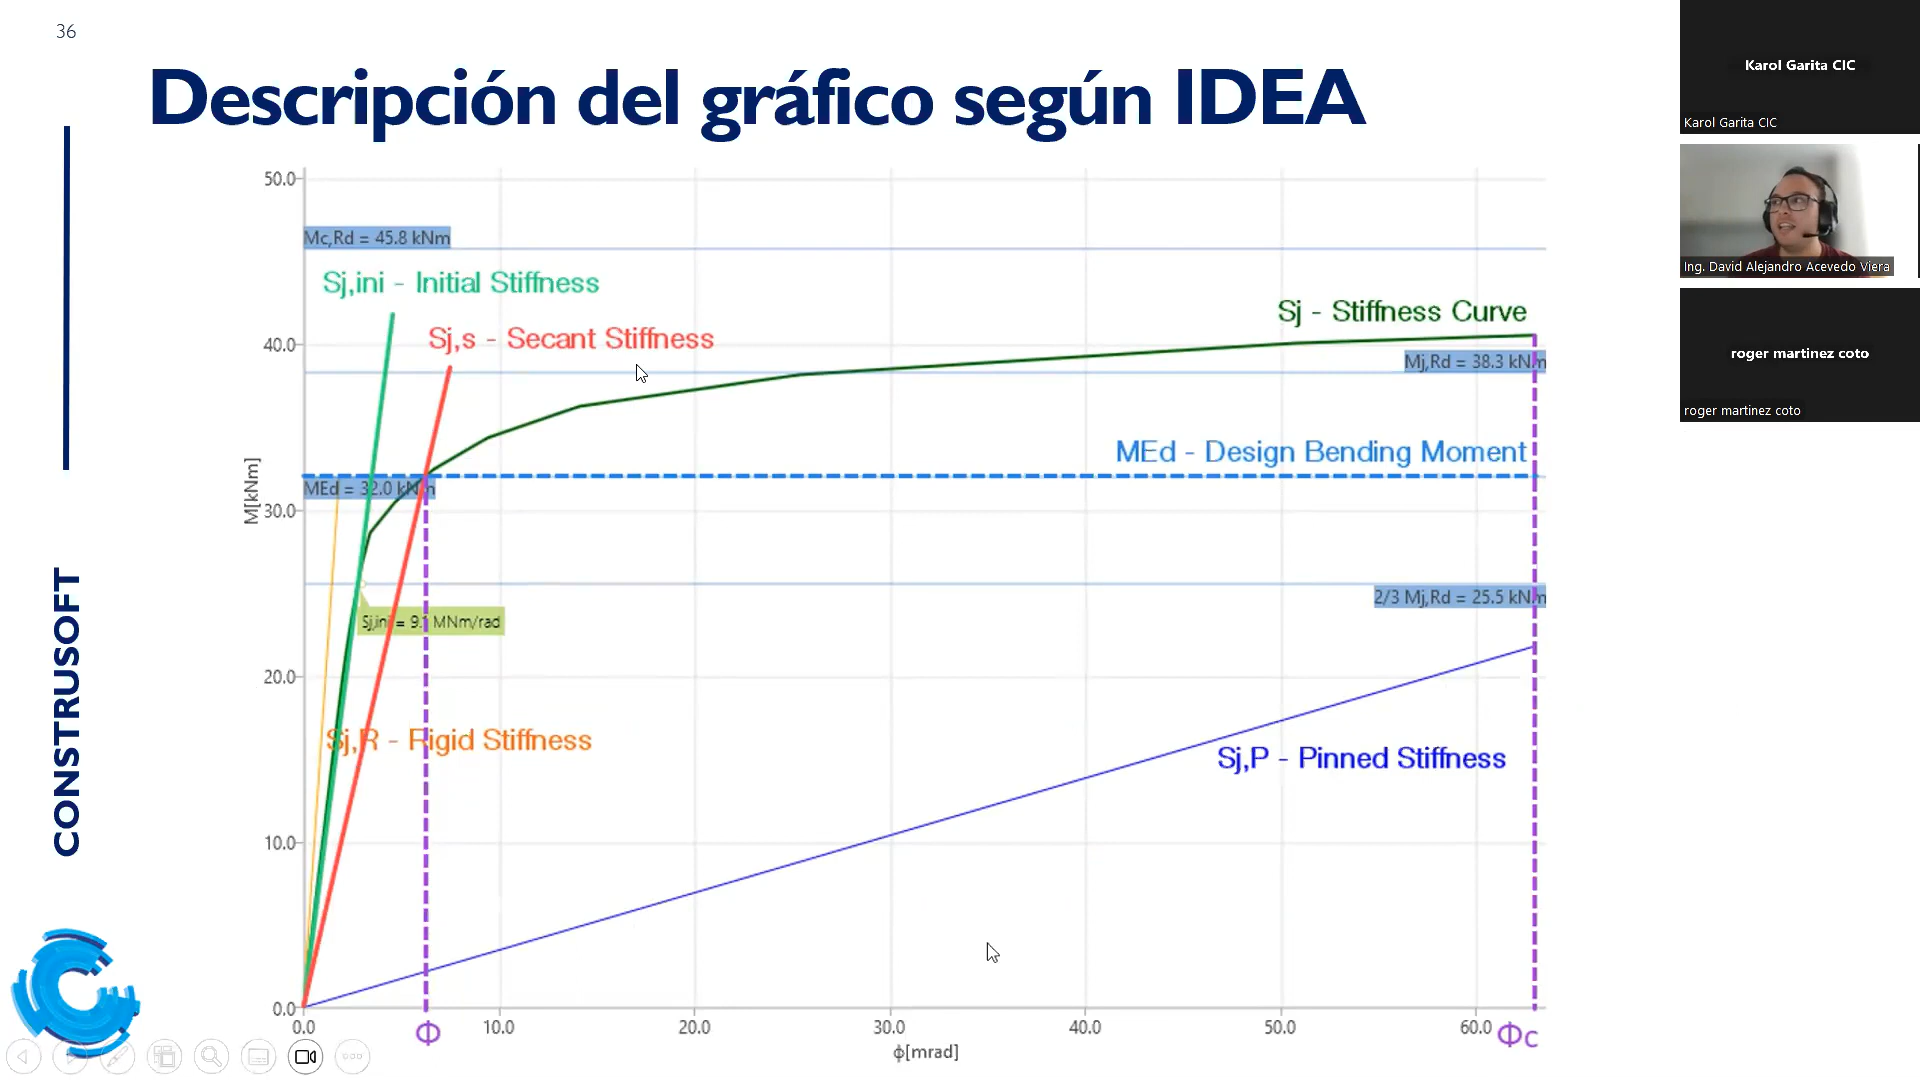 36
Descripción del gráfico según IDEA
CONSTRUSOFT
50.0
Mc,Rd = 45.8 kNm
Sj,ini - Initial Stiffness
Sj,s - Secant Stiffness
Sj - Stiffness Curve
40.0
Mj,Rd = 38.3 kNm
MEd - Design Bending Moment
MEd = 32.0 kNm
M[kNm]
30.0
2/3 Mj,Rd = 25.5 kNm
Sj,ini = 9.1 MNm/rad
20.0
Sj,R - Rigid Stiffness
Sj,P - Pinned Stiffness
10.0
0.0
0.0 10.0 20.0 30.0 40.0 50.0 60.0
Φ
Φc
ϕ[mrad]
Karol Garita CIC
Karol Garita CIC
Ing. David Alejandro Acevedo Viera
roger martinez coto
roger martinez coto